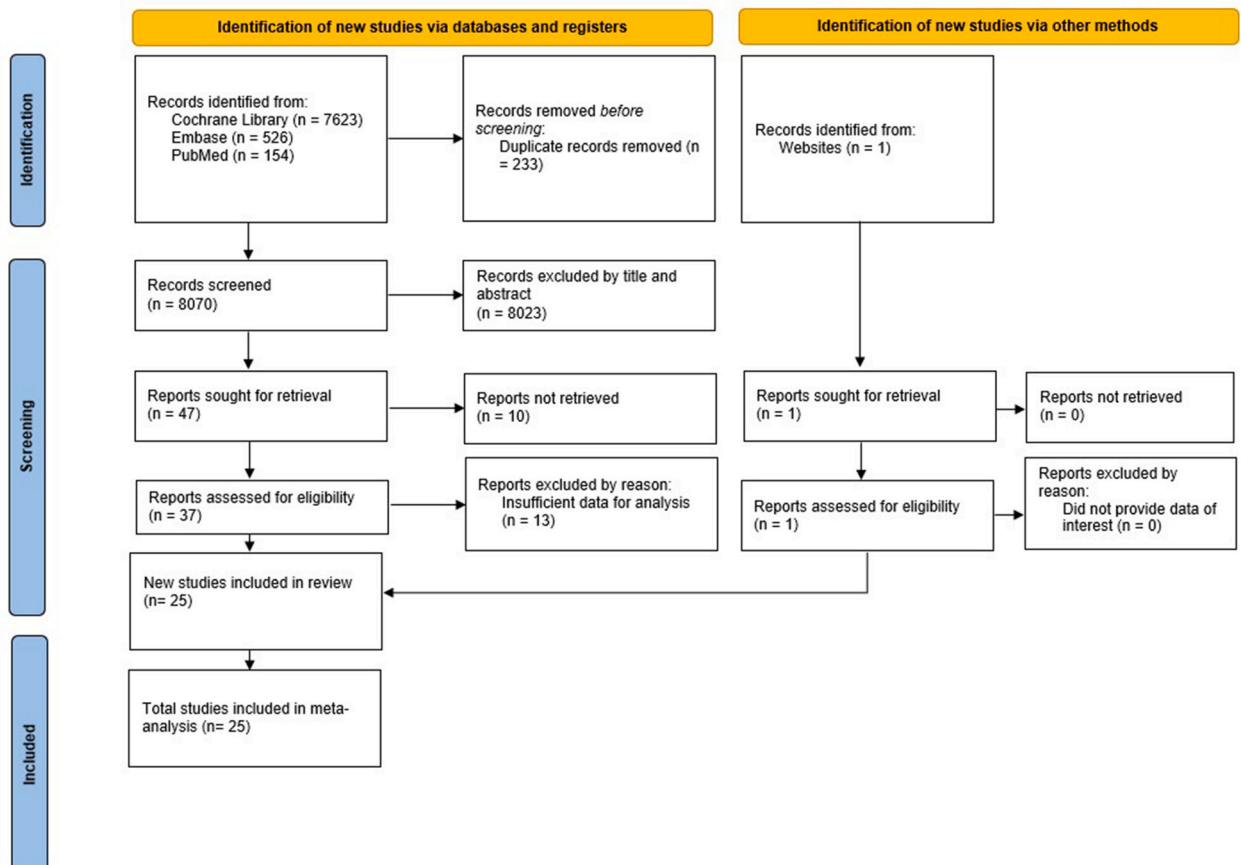 Identification of new studies via databases and registers
Identification of new studies via other methods
Identification
Records identified from:
Cochrane Library (n = 7623)
Embase (n = 526)
PubMed (n = 154)
Records removed before
screening:
Duplicate records removed (n
= 233)
Records identified from:
Websites (n = 1)
Screening
Records screened
(n = 8070)
Records excluded by title and
abstract
(n = 8023)
Reports sought for retrieval
(n = 47)
Reports not retrieved
(n = 10)
Reports sought for retrieval
(n = 1)
Reports not retrieved
(n = 0)
Reports assessed for eligibility
(n = 37)
Reports excluded by reason:
Insufficient data for analysis
(n = 13)
Reports assessed for eligibility
(n = 1)
Reports excluded by
reason:
Did not provide data of
interest (n = 0)
New studies included in review
(n= 25)
Included
Total studies included in meta-
analysis (n= 25)